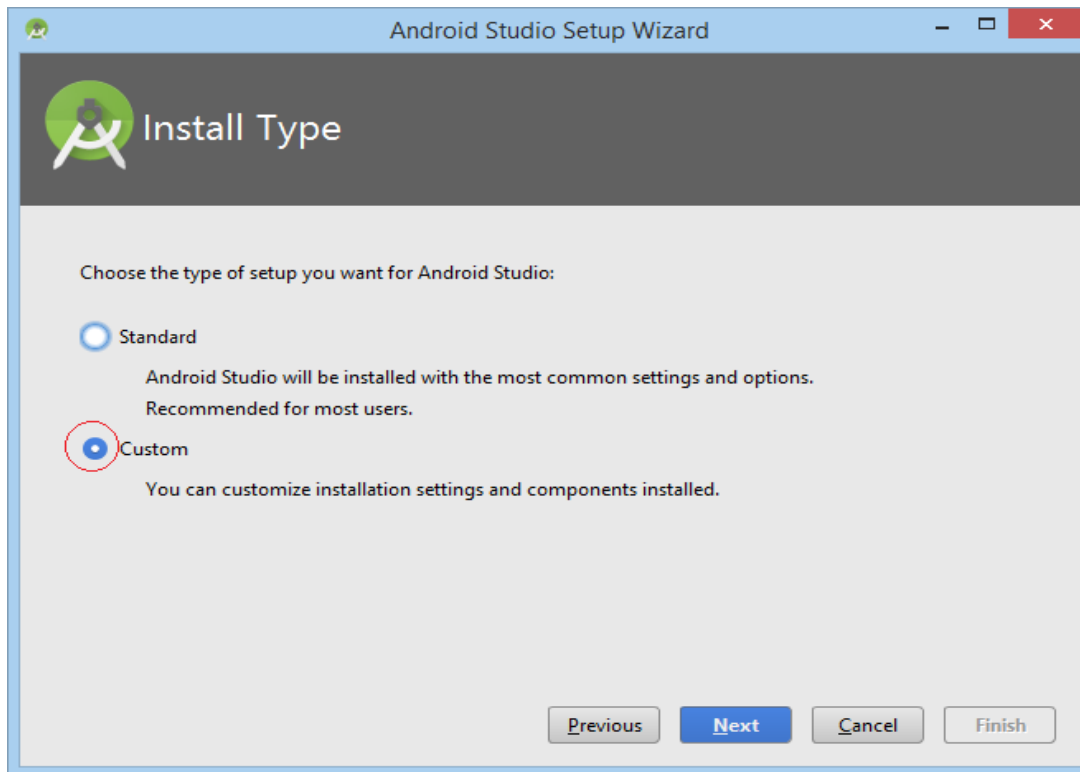 Android Studio Setup Wizard
Install Type
Choose the type of setup you want for Android Studio:
Standard
Android Studio will be installed with the most common settings and options.
Recommended for most users.
Custom
You can customize installation settings and components installed.
Previous
Next
Cancel
Finish